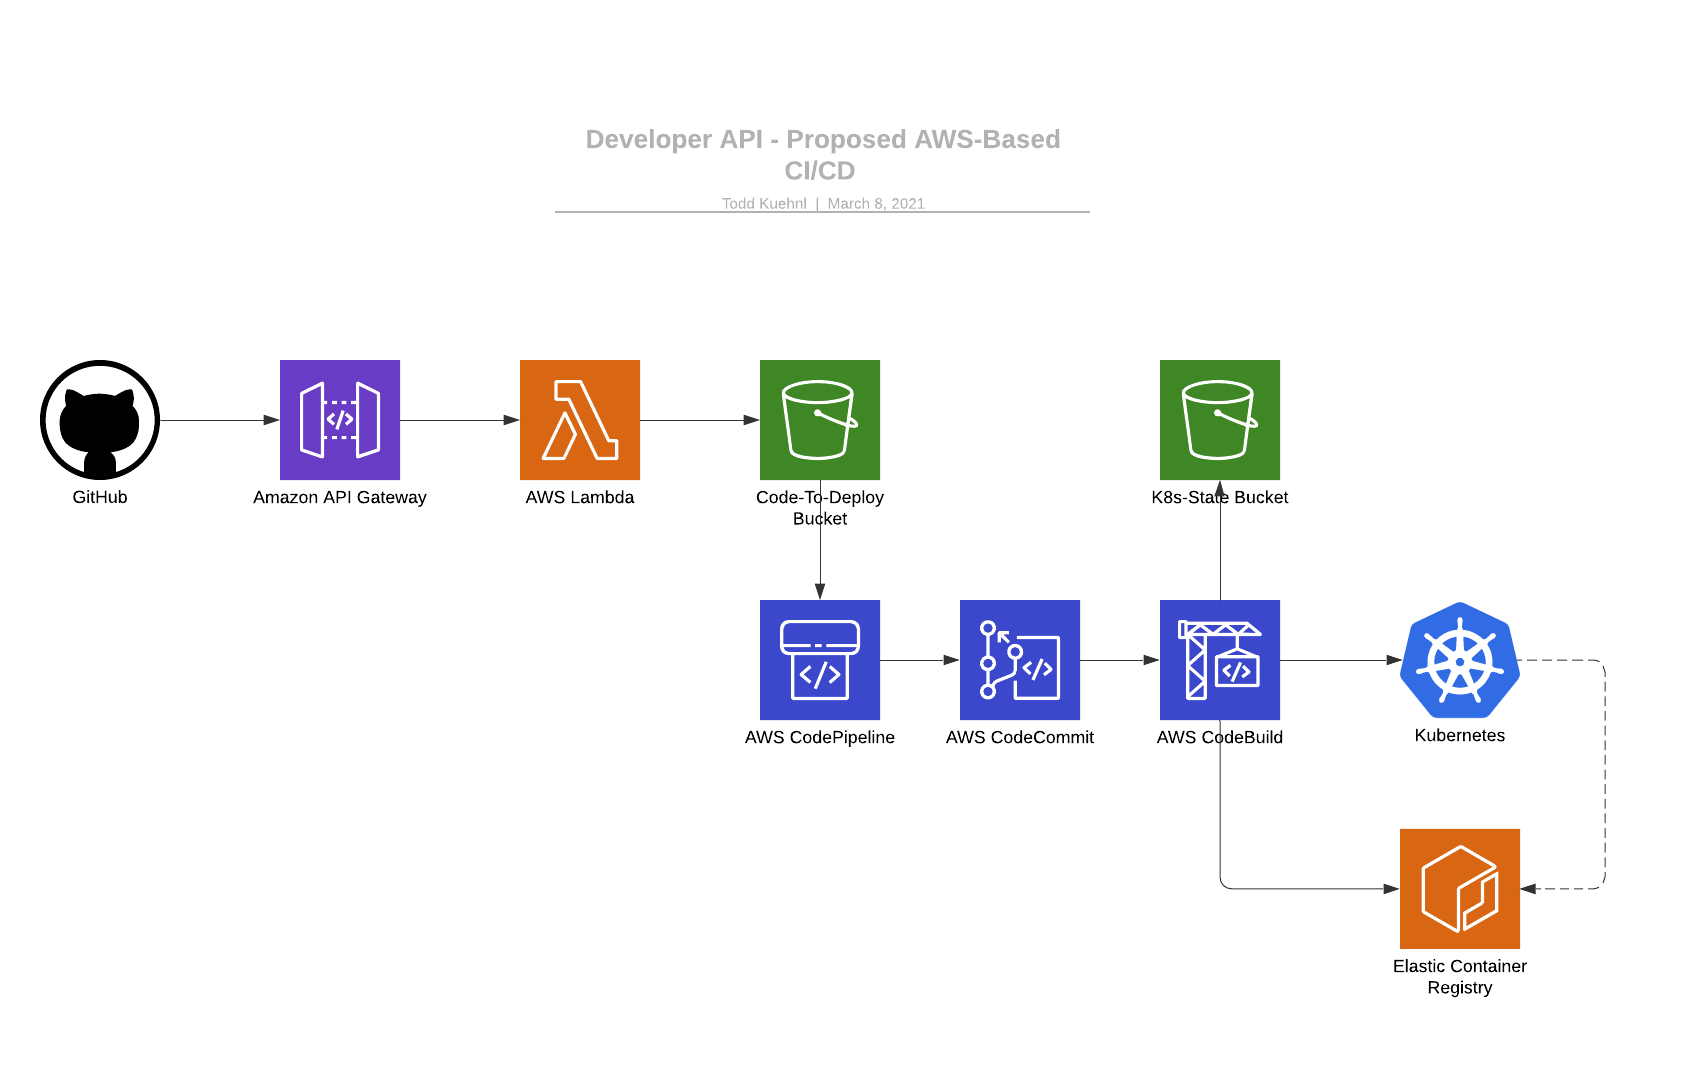 Developer API - Proposed AWS-Based
CI/CD
Todd Kuehnl | March 8, 2021
GitHub
Amazon API Gateway
AWS Lambda
Code-To-Deploy
Bucket
K8s-State Bucket
AWS CodePipeline
AWS CodeCommit
AWS CodeBuild
Kubernetes
Elastic Container
Registry